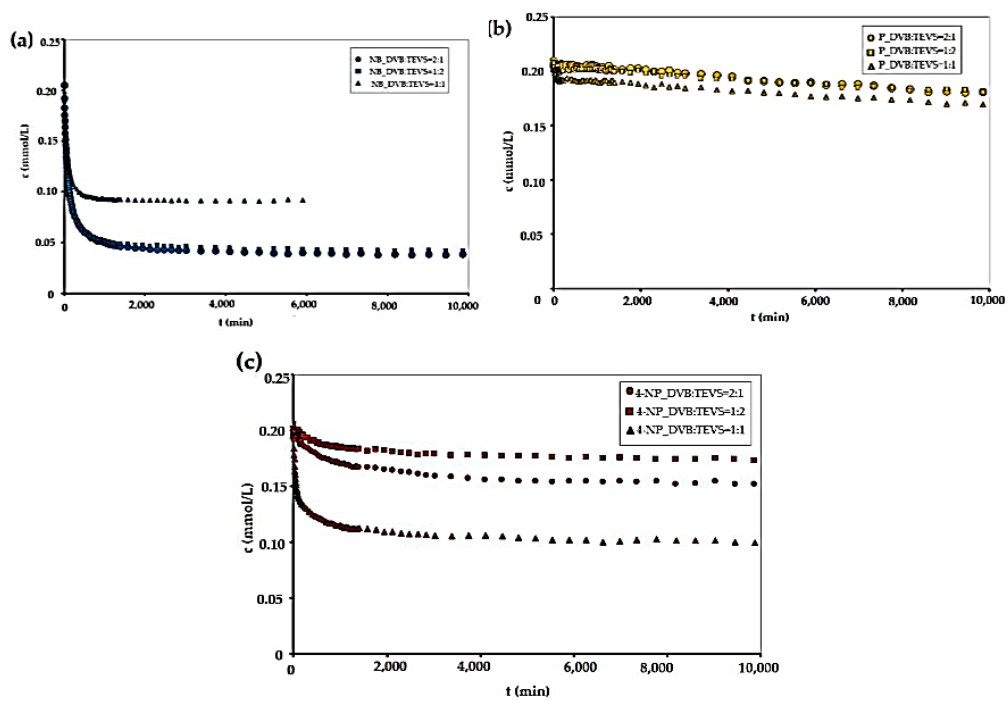 (a)
0.25
0.20
0.15
0.10
0.05
0
c (mmol/L)
NB_DVB:TEVS=2:1
NB_DVB:TEVS=1:2
NB_DVB:TEVS=1:1
0
2,000
4,000
6,000
8,000
10,000
t (min)
(b)
0.25
0.20
0.15
0.10
0.05
0
c (mmol/L)
P_DVB:TEVS=2:1
P_DVB:TEVS=1:2
P_DVB:TEVS=1:1
0
2,000
4,000
6,000
8,000
10,000
t (min)
(c)
0.25
0.20
0.15
0.10
0.05
0
c (mmol/L)
4-NP_DVB:TEVS=2:1
4-NP_DVB:TEVS=1:2
4-NP_DVB:TEVS=1:1
0
2,000
4,000
6,000
8,000
10,000
t (min)